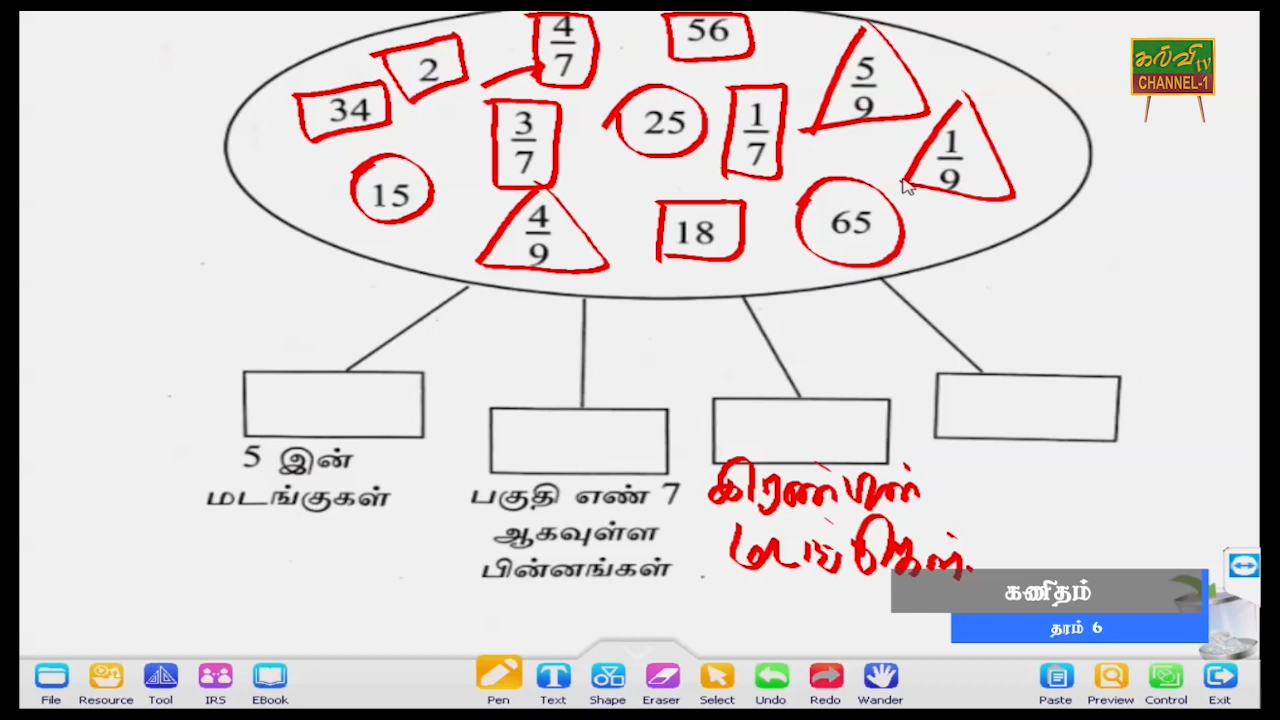 கல்வி TV
CHANNEL-1
4/7
56
2
5/9
34
3/7
25
1/7
1/9
15
4/9
18
65
5 இன்
மடங்குகள்
பகுதி எண் 7
ஆகவுள்ள
பின்னங்கள்
இரண்டின்
மடங்குகள்.
கணிதம்
தரம் 6
File Resource Tool IRS EBook Pen Text Shape Eraser Select Undo Redo Wander Paste Preview Control Exit